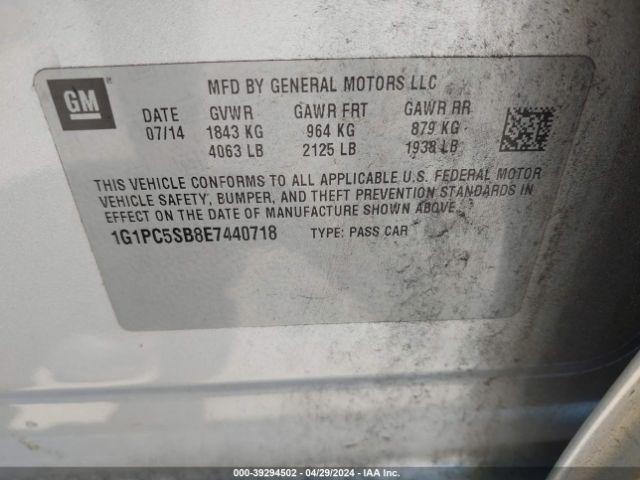 GM
MFD BY GENERAL MOTORS LLC
DATE GVWR GAWR FRT GAWR RR
07/14 1843 KG 964 KG 879 KG
4063 LB 2125 LB 1938 LB
THIS VEHICLE CONFORMS TO ALL APPLICABLE U.S. FEDERAL MOTOR
VEHICLE SAFETY, BUMPER, AND THEFT PREVENTION STANDARDS IN
EFFECT ON THE DATE OF MANUFACTURE SHOWN ABOVE.
1G1PC5SB8E7440718 TYPE: PASS CAR
000-39294502 - 04/29/2024 - IAA Inc.